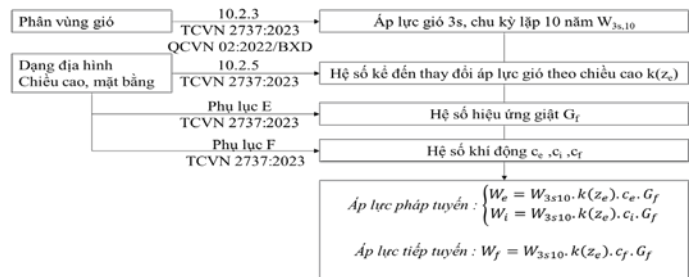 Phân vùng gió
10.2.3
TCVN 2737:2023
QCVN 02:2022/BXD
Áp lực gió 3s, chu kỳ lặp 10 năm W3s,10
Dạng địa hình
Chiều cao, mặt bằng
10.2.5
TCVN 2737:2023
Hệ số kể đến thay đổi áp lực gió theo chiều cao k(ze)
Phụ lục E
TCVN 2737:2023
Hệ số hiệu ứng giật Gf
Phụ lục F
TCVN 2737:2023
Hệ số khí động ce ,ci ,cf
Áp lực pháp tuyến : { We = W3s10. k(ze). ce. Gf
Wi = W3s10. k(ze). ci. Gf
Áp lực tiếp tuyến : Wf = W3s10. k(ze). cf. Gf